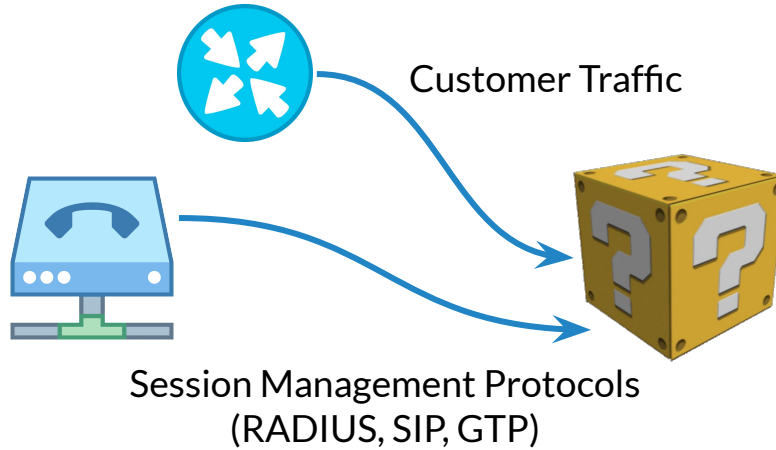 Customer Traffic
?
?
?
Session Management Protocols
(RADIUS, SIP, GTP)